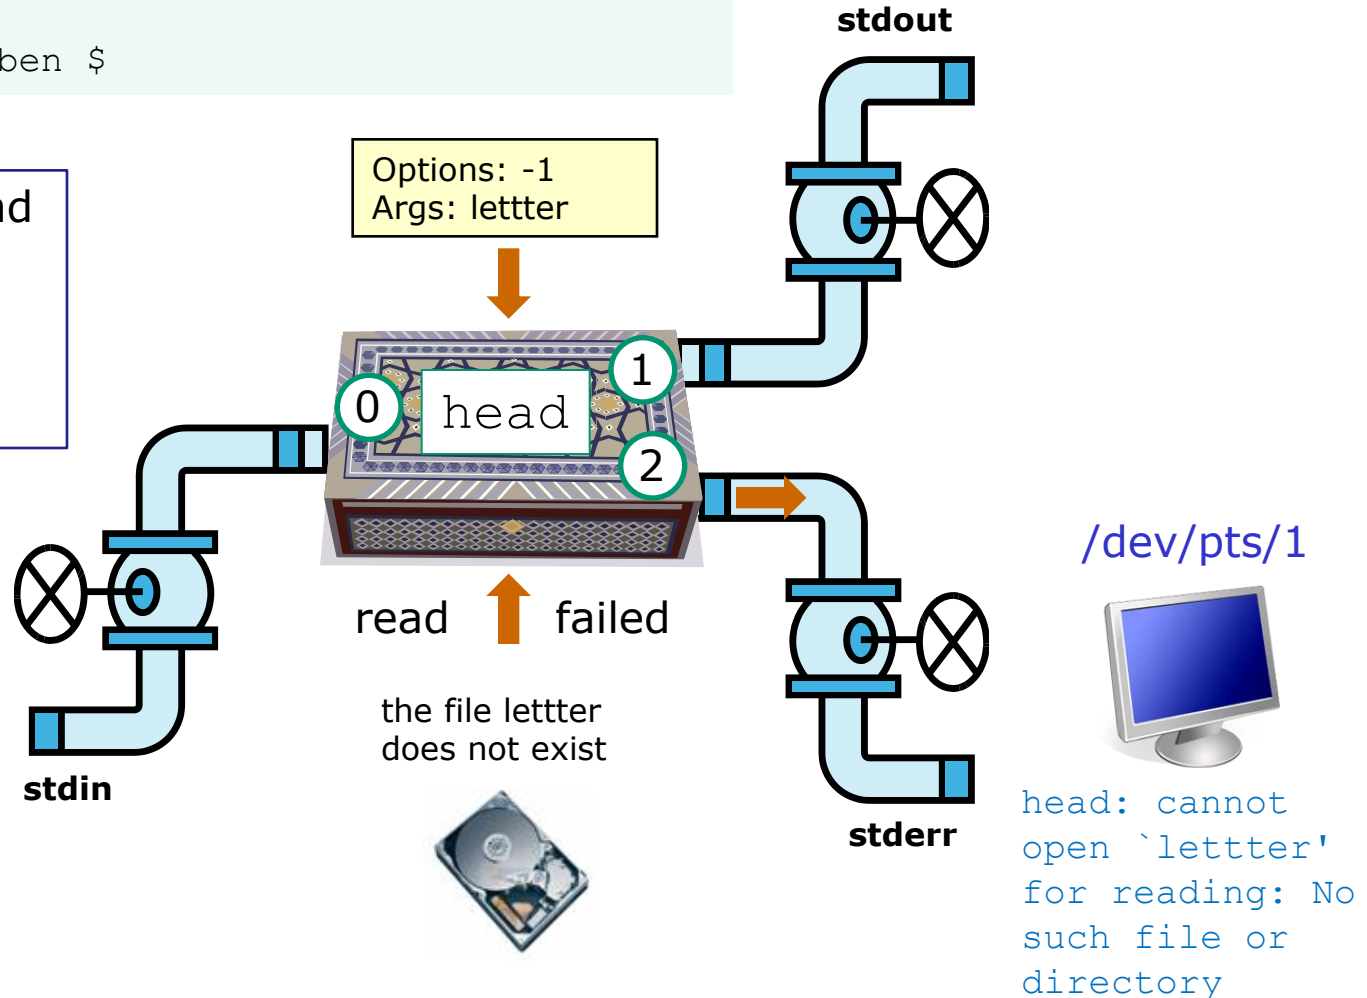 stdout
ben $
Options: -1
Args: lettter
1
0
head
2
/dev/pts/1
read failed
the file lettter
does not exist
stdin
stderr
head: cannot
open `lettter'
for reading: No
such file or
directory